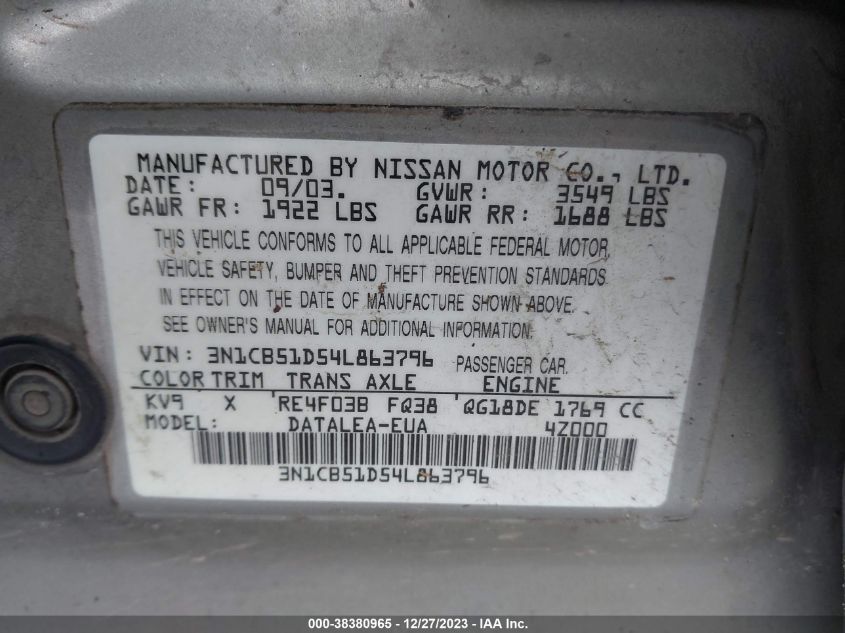 MANUFACTURED BY NISSAN MOTOR CO., LTD.
DATE: 09/03. GVWR: 3549 LBS
GAWR FR: 1922 LBS GAWR RR: 1688 LBS
THIS VEHICLE CONFORMS TO ALL APPLICABLE FEDERAL MOTOR
VEHICLE SAFETY, BUMPER AND THEFT PREVENTION STANDARDS
IN EFFECT ON THE DATE OF MANUFACTURE SHOWN ABOVE.
SEE OWNER'S MANUAL FOR ADDITIONAL INFORMATION.
VIN: 3N1CB51D54L863796 PASSENGER CAR.
COLOR TRIM TRANS AXLE ENGINE
KV9 X RE4F03B FQ38 QG18DE 1769 CC
MODEL: DATALEA-EUA 4Z000
3N1CB51D54L863796
000-38380965 - 12/27/2023 - IAA Inc.